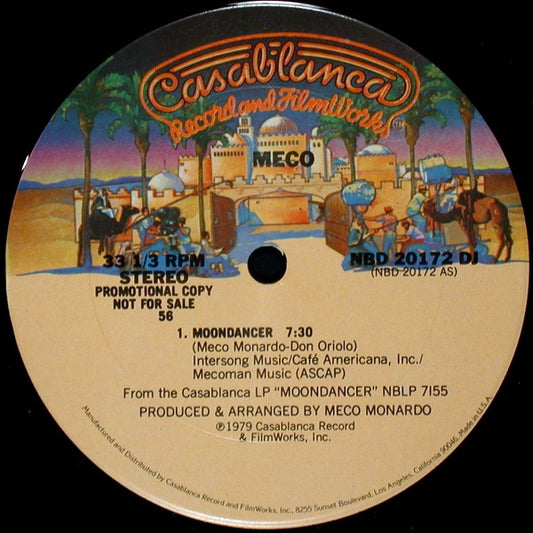 Casablanca
Record and FilmWorks TM
MECO
33 1/3 RPM
STEREO
PROMOTIONAL COPY
NOT FOR SALE
56
NBD 20172 DJ
(NBD 20172 AS)
1. MOONDANCER 7:30
(Meco Monardo-Don Oriolo)
Intersong Music/Café Americana, Inc./
Mecoman Music (ASCAP)
From the Casablanca LP “MOONDANCER” NBLP 7155
PRODUCED & ARRANGED BY MECO MONARDO
℗1979 Casablanca Record
& FilmWorks, Inc.
Manufactured and Distributed by Casablanca Record and FilmWorks, Inc., 8255 Sunset Boulevard, Los Angeles, California 90046. Made in U.S.A.